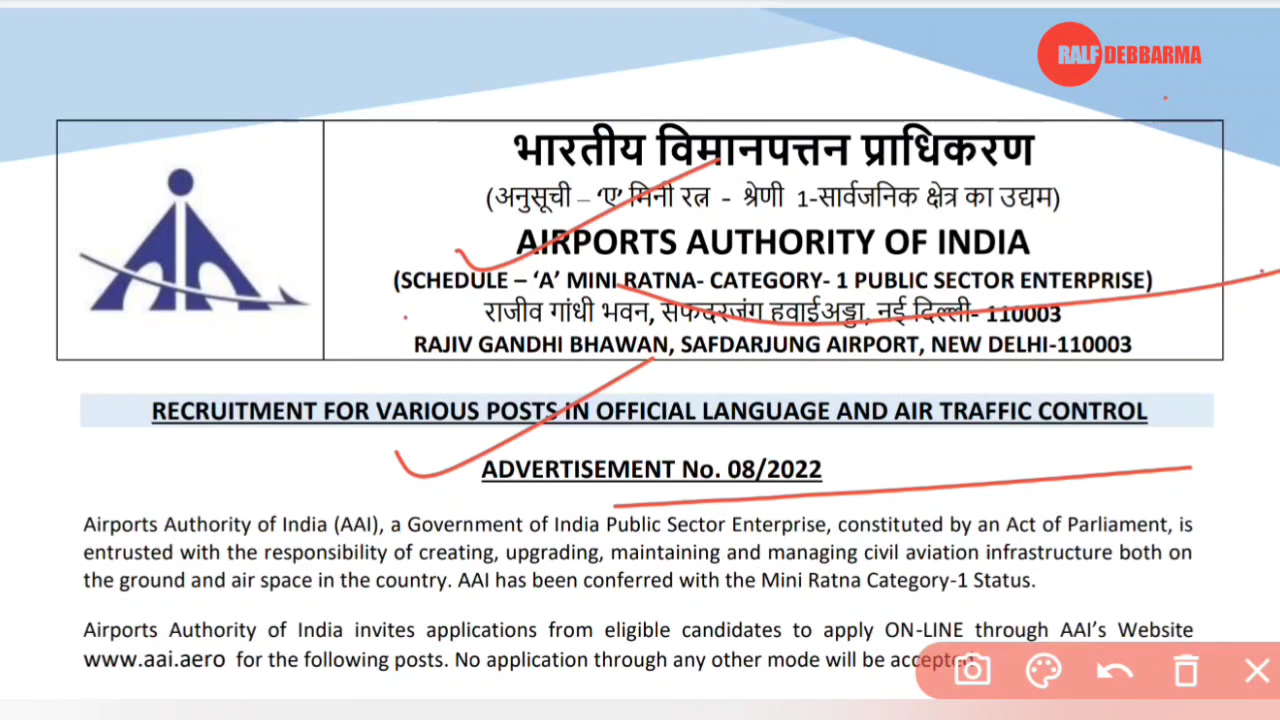 RALF DEBBARMA
भारतीय विमानपत्तन प्राधिकरण
(अनुसूची – ‘ए’ मिनी रत्न - श्रेणी 1-सार्वजनिक क्षेत्र का उद्यम)
AIRPORTS AUTHORITY OF INDIA
(SCHEDULE – ‘A’ MINI RATNA- CATEGORY- 1 PUBLIC SECTOR ENTERPRISE)
राजीव गांधी भवन, सफदरजंग हवाईअड्डा, नई दिल्ली- 110003
RAJIV GANDHI BHAWAN, SAFDARJUNG AIRPORT, NEW DELHI-110003
RECRUITMENT FOR VARIOUS POSTS IN OFFICIAL LANGUAGE AND AIR TRAFFIC CONTROL
ADVERTISEMENT No. 08/2022
Airports Authority of India (AAI), a Government of India Public Sector Enterprise, constituted by an Act of Parliament, is
entrusted with the responsibility of creating, upgrading, maintaining and managing civil aviation infrastructure both on
the ground and air space in the country. AAI has been conferred with the Mini Ratna Category-1 Status.
Airports Authority of India invites applications from eligible candidates to apply ON-LINE through AAI’s Website
www.aai.aero for the following posts. No application through any other mode will be accepted.